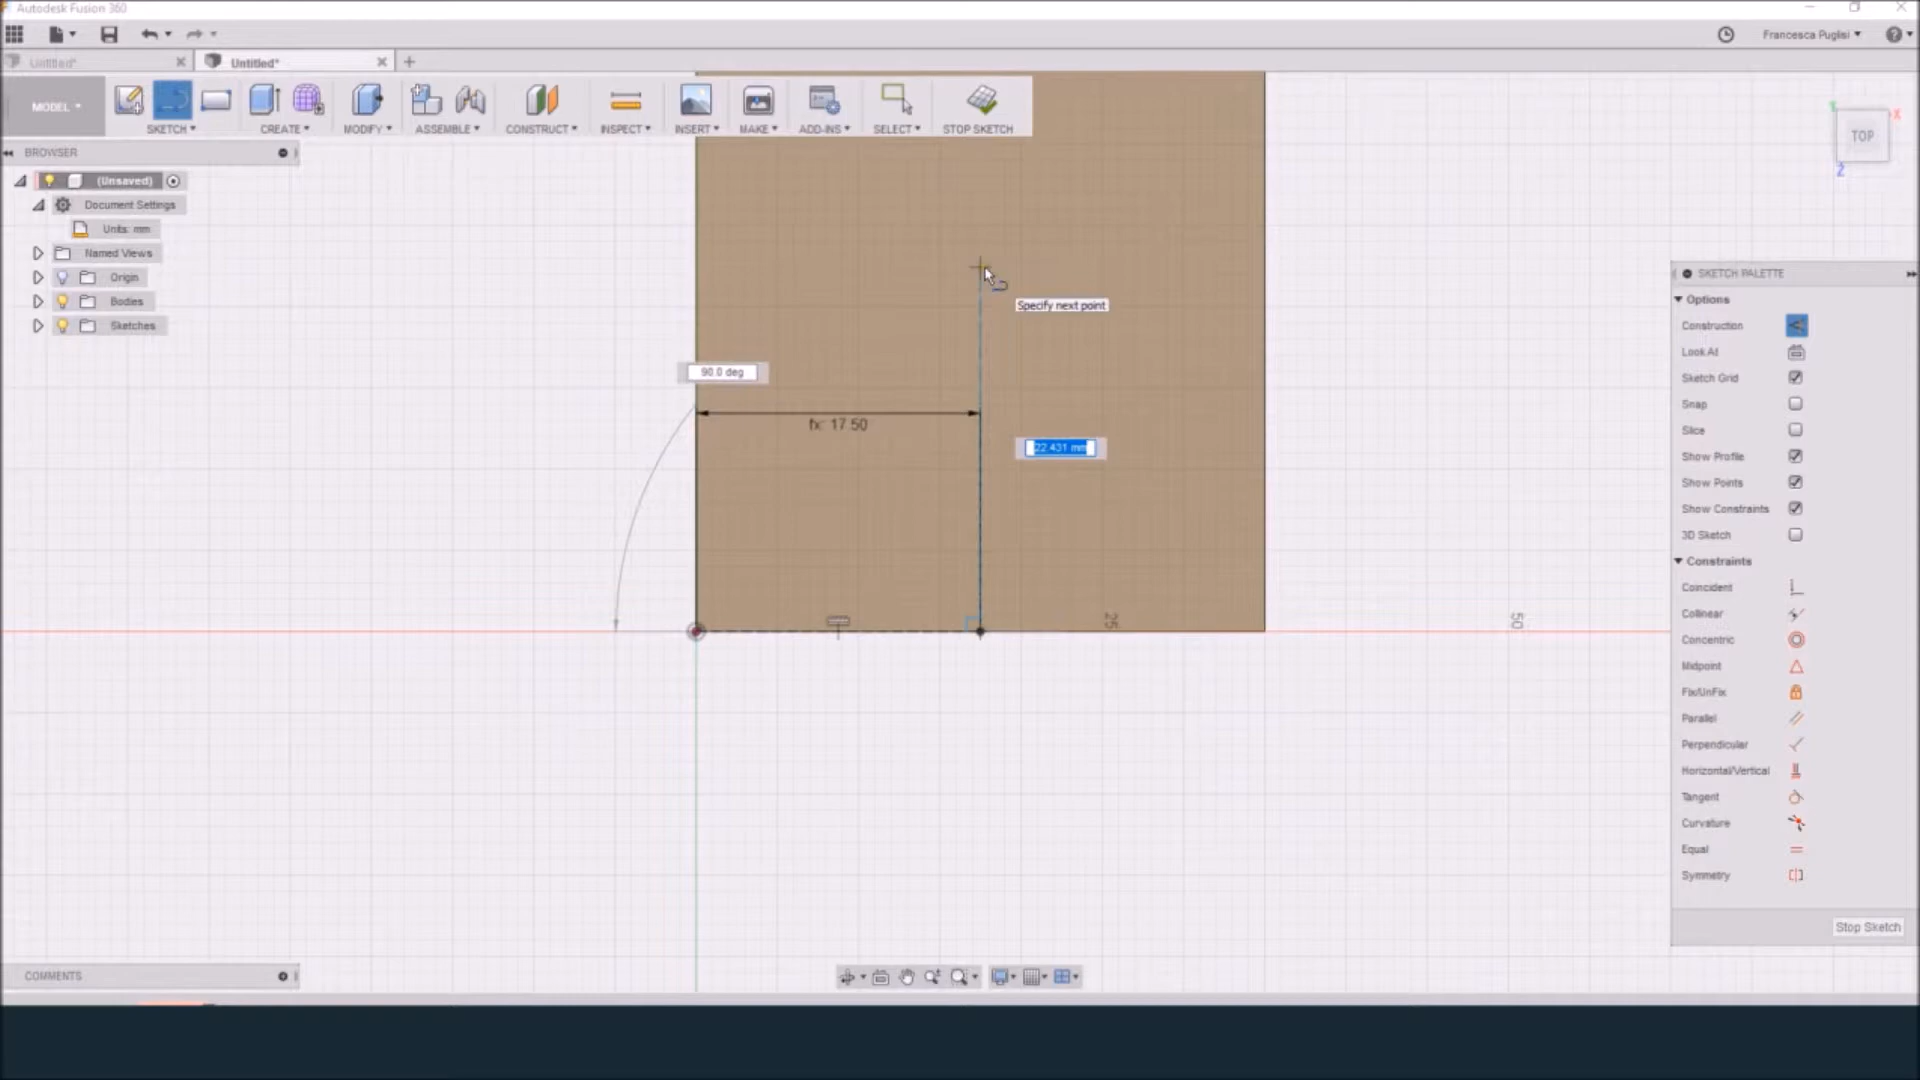 Autodesk Fusion 360
Francesca Puglisi
Untitled*
Untitled*
MODEL
SKETCH
CREATE
MODIFY
ASSEMBLE
CONSTRUCT
INSPECT
INSERT
MAKE
ADD-INS
SELECT
STOP SKETCH
BROWSER
(Unsaved)
Document Settings
Units: mm
Named Views
Origin
Bodies
Sketches
X
TOP
Z
Specify next point
90.0 deg
fx: 17.50
22.431 mm
25
50
SKETCH PALETTE
Options
Construction
Look At
Sketch Grid
Snap
Slice
Show Profile
Show Points
Show Constraints
3D Sketch
Constraints
Coincident
Collinear
Concentric
Midpoint
Fix/UnFix
Parallel
Perpendicular
Horizontal/Vertical
Tangent
Curvature
Equal
Symmetry
Stop Sketch
COMMENTS